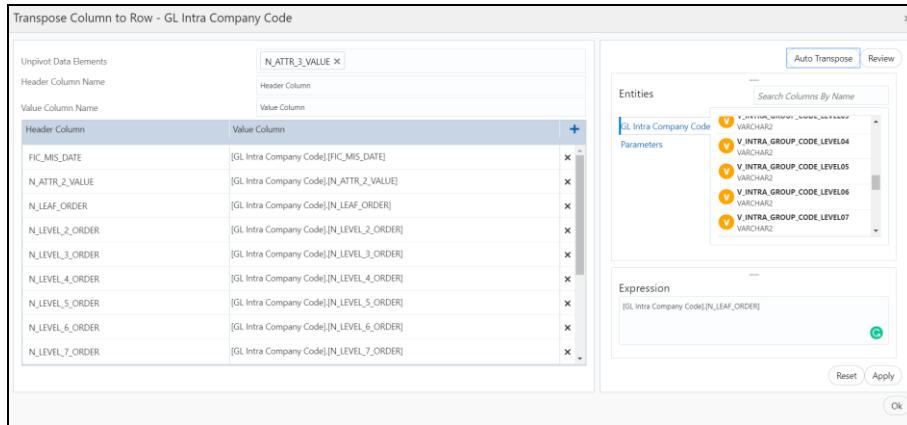 Transpose Column to Row - GL Intra Company Code
Unpivot Data Elements
N_ATTR_3_VALUE ×
Header Column Name
Header Column
Value Column Name
Value Column
Header Column Value Column +
FIC_MIS_DATE [GL Intra Company Code].[FIC_MIS_DATE] ×
N_ATTR_2_VALUE [GL Intra Company Code].[N_ATTR_2_VALUE] ×
N_LEAF_ORDER [GL Intra Company Code].[N_LEAF_ORDER] ×
N_LEVEL_2_ORDER [GL Intra Company Code].[N_LEVEL_2_ORDER] ×
N_LEVEL_3_ORDER [GL Intra Company Code].[N_LEVEL_3_ORDER] ×
N_LEVEL_4_ORDER [GL Intra Company Code].[N_LEVEL_4_ORDER] ×
N_LEVEL_5_ORDER [GL Intra Company Code].[N_LEVEL_5_ORDER] ×
N_LEVEL_6_ORDER [GL Intra Company Code].[N_LEVEL_6_ORDER] ×
N_LEVEL_7_ORDER [GL Intra Company Code].[N_LEVEL_7_ORDER] ×
Auto Transpose Review
Entities
Search Columns By Name
GL Intra Company Code
Parameters
V VARCHAR2
V V_INTRA_GROUP_CODE_LEVEL04
VARCHAR2
V V_INTRA_GROUP_CODE_LEVEL05
VARCHAR2
V V_INTRA_GROUP_CODE_LEVEL06
VARCHAR2
V V_INTRA_GROUP_CODE_LEVEL07
VARCHAR2
Expression
[GL Intra Company Code].[N_LEAF_ORDER]
Reset Apply
Ok